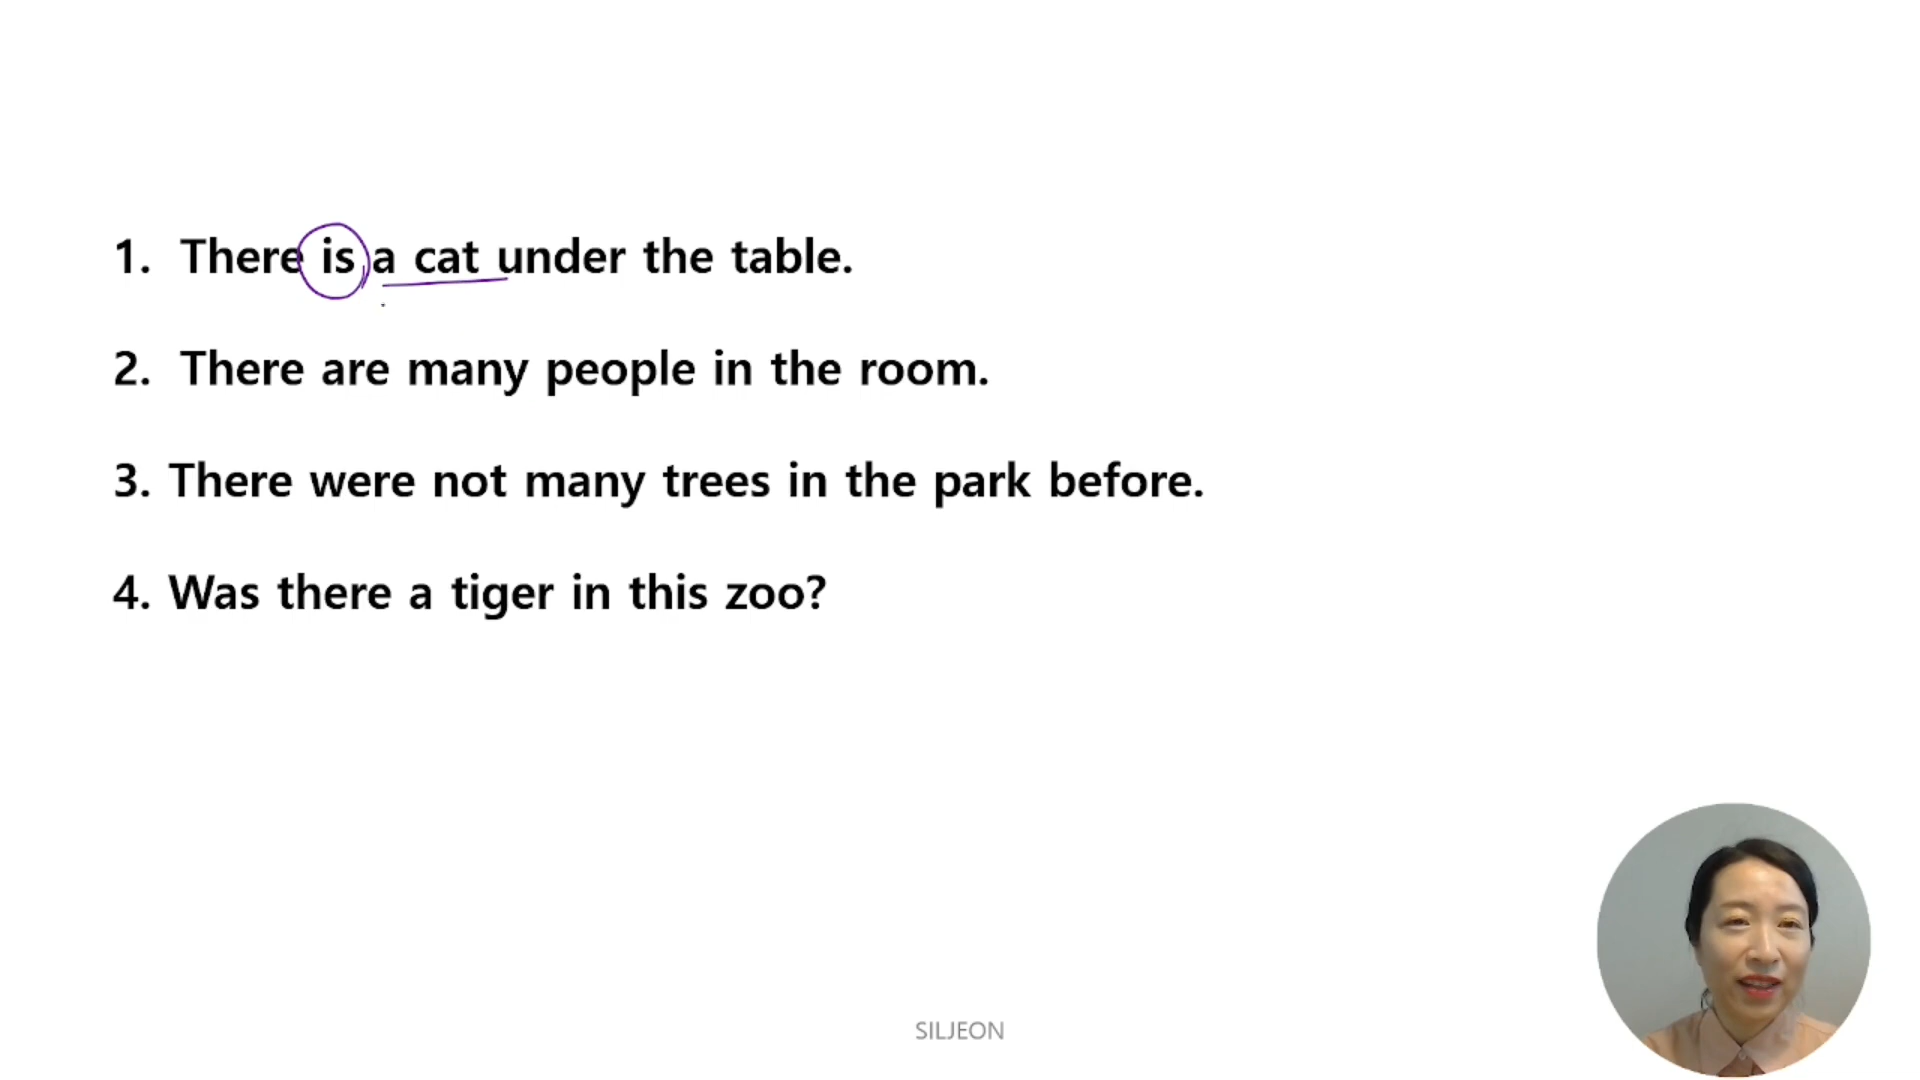 1. There is a cat under the table.
2. There are many people in the room.
3. There were not many trees in the park before.
4. Was there a tiger in this zoo?
SILJEON